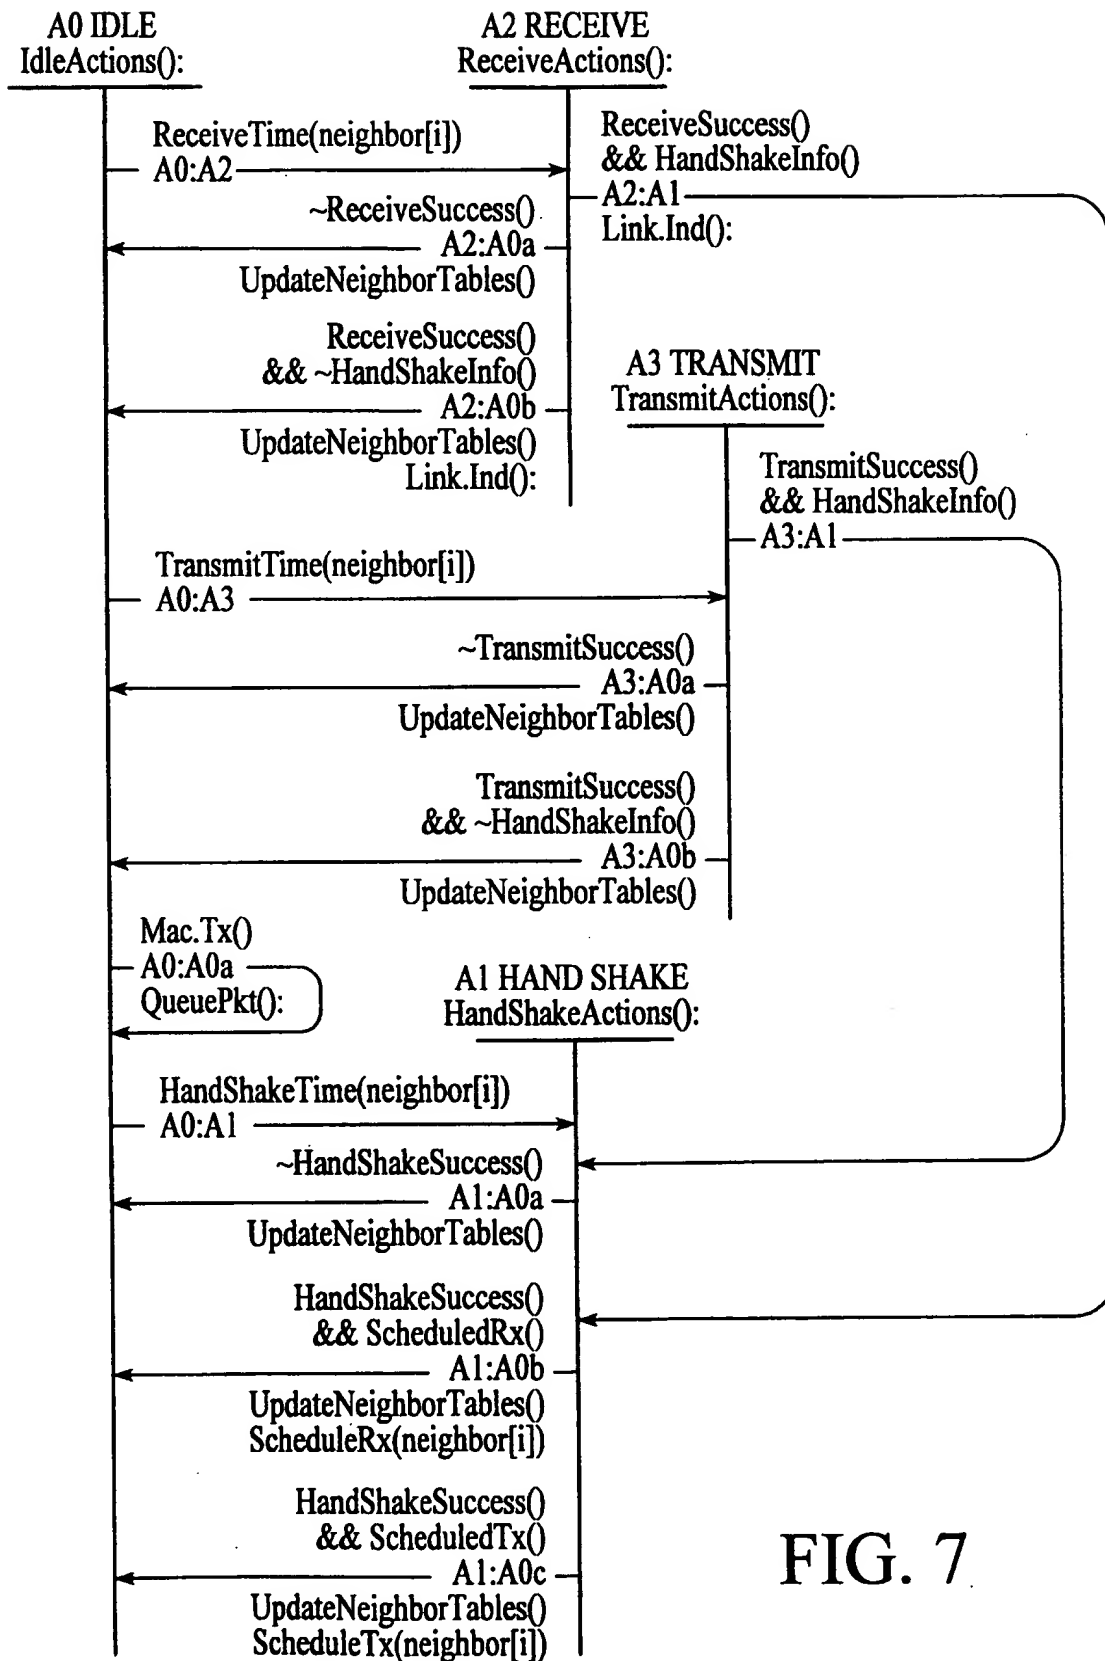 A0 IDLE
IdleActions():
A2 RECEIVE
ReceiveActions():
ReceiveTime(neighbor[i])
A0:A2
ReceiveSuccess()
&& HandShakeInfo()
A2:A1
Link.Ind():
~ReceiveSuccess()
A2:A0a
UpdateNeighborTables()
ReceiveSuccess()
&& ~HandShakeInfo()
A2:A0b
UpdateNeighborTables()
Link.Ind():
A3 TRANSMIT
TransmitActions():
TransmitSuccess()
&& HandShakeInfo()
A3:A1
TransmitTime(neighbor[i])
A0:A3
~TransmitSuccess()
A3:A0a
UpdateNeighborTables()
TransmitSuccess()
&& ~HandShakeInfo()
A3:A0b
UpdateNeighborTables()
Mac.Tx()
A0:A0a
QueuePkt():
A1 HAND SHAKE
HandShakeActions():
HandShakeTime(neighbor[i])
A0:A1
~HandShakeSuccess()
A1:A0a
UpdateNeighborTables()
HandShakeSuccess()
&& ScheduledRx()
A1:A0b
UpdateNeighborTables()
ScheduleRx(neighbor[i])
HandShakeSuccess()
&& ScheduledTx()
A1:A0c
UpdateNeighborTables()
ScheduleTx(neighbor[i])
FIG. 7